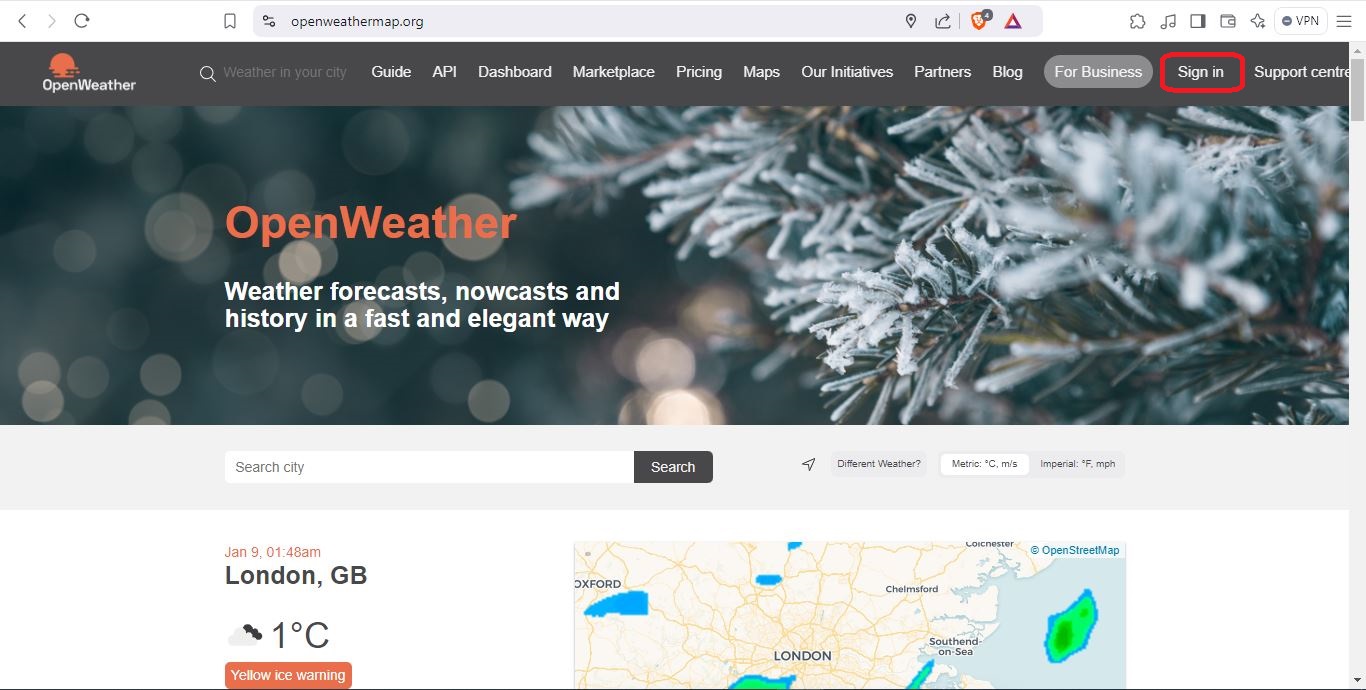 openweathermap.org
4
VPN
OpenWeather
Weather in your city
Guide
API
Dashboard
Marketplace
Pricing
Maps
Our Initiatives
Partners
Blog
For Business
Sign in
Support centre
OpenWeather
Weather forecasts, nowcasts and
history in a fast and elegant way
Search city
Search
Different Weather?
Metric: °C, m/s
Imperial: °F, mph
Jan 9, 01:48am
London, GB
1°C
Yellow ice warning
Colchester
© OpenStreetMap
OXFORD
Chelmsford
Southend-
on-Sea
LONDON